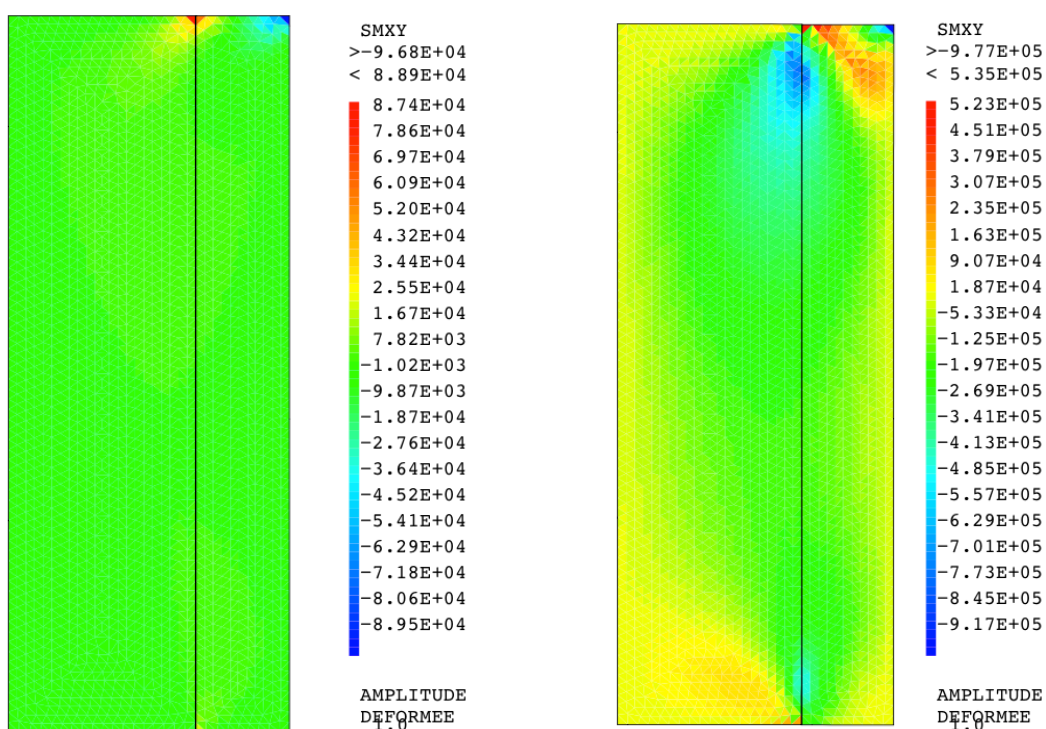 SMXY
>-9.68E+04
< 8.89E+04
8.74E+04
7.86E+04
6.97E+04
6.09E+04
5.20E+04
4.32E+04
3.44E+04
2.55E+04
1.67E+04
7.82E+03
-1.02E+03
-9.87E+03
-1.87E+04
-2.76E+04
-3.64E+04
-4.52E+04
-5.41E+04
-6.29E+04
-7.18E+04
-8.06E+04
-8.95E+04
AMPLITUDE
DEFORMEE
1.0
SMXY
>-9.77E+05
< 5.35E+05
5.23E+05
4.51E+05
3.79E+05
3.07E+05
2.35E+05
1.63E+05
9.07E+04
1.87E+04
-5.33E+04
-1.25E+05
-1.97E+05
-2.69E+05
-3.41E+05
-4.13E+05
-4.85E+05
-5.57E+05
-6.29E+05
-7.01E+05
-7.73E+05
-8.45E+05
-9.17E+05
AMPLITUDE
DEFORMEE
1.0